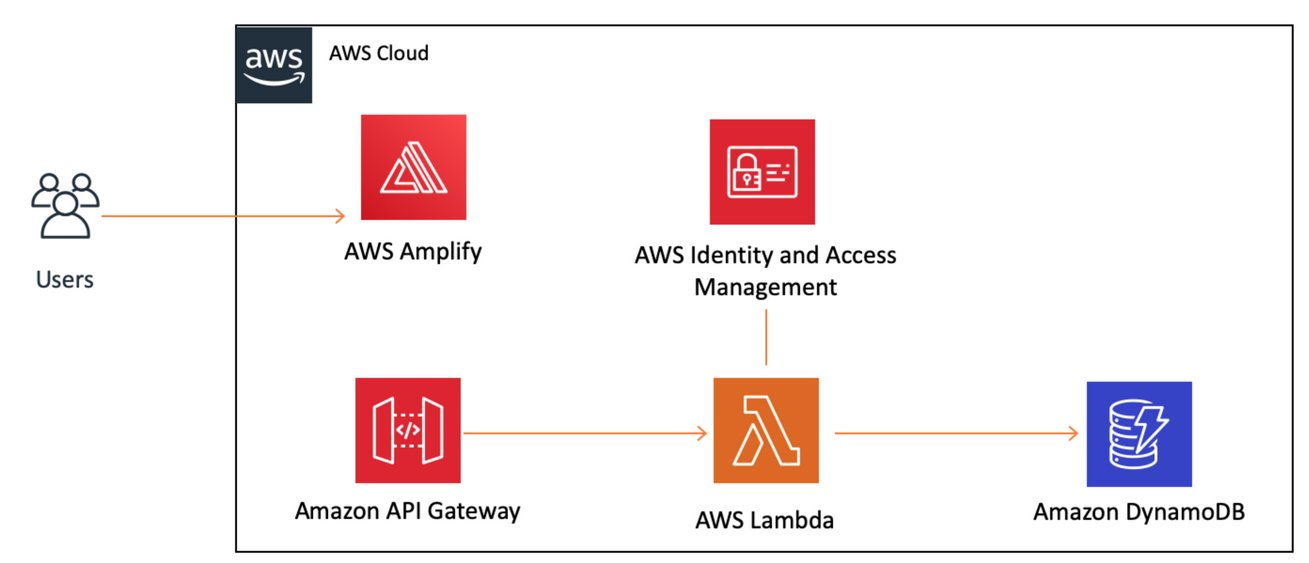 aws
AWS Cloud
Users
AWS Amplify
AWS Identity and Access
Management
</>
Amazon API Gateway
AWS Lambda
Amazon DynamoDB